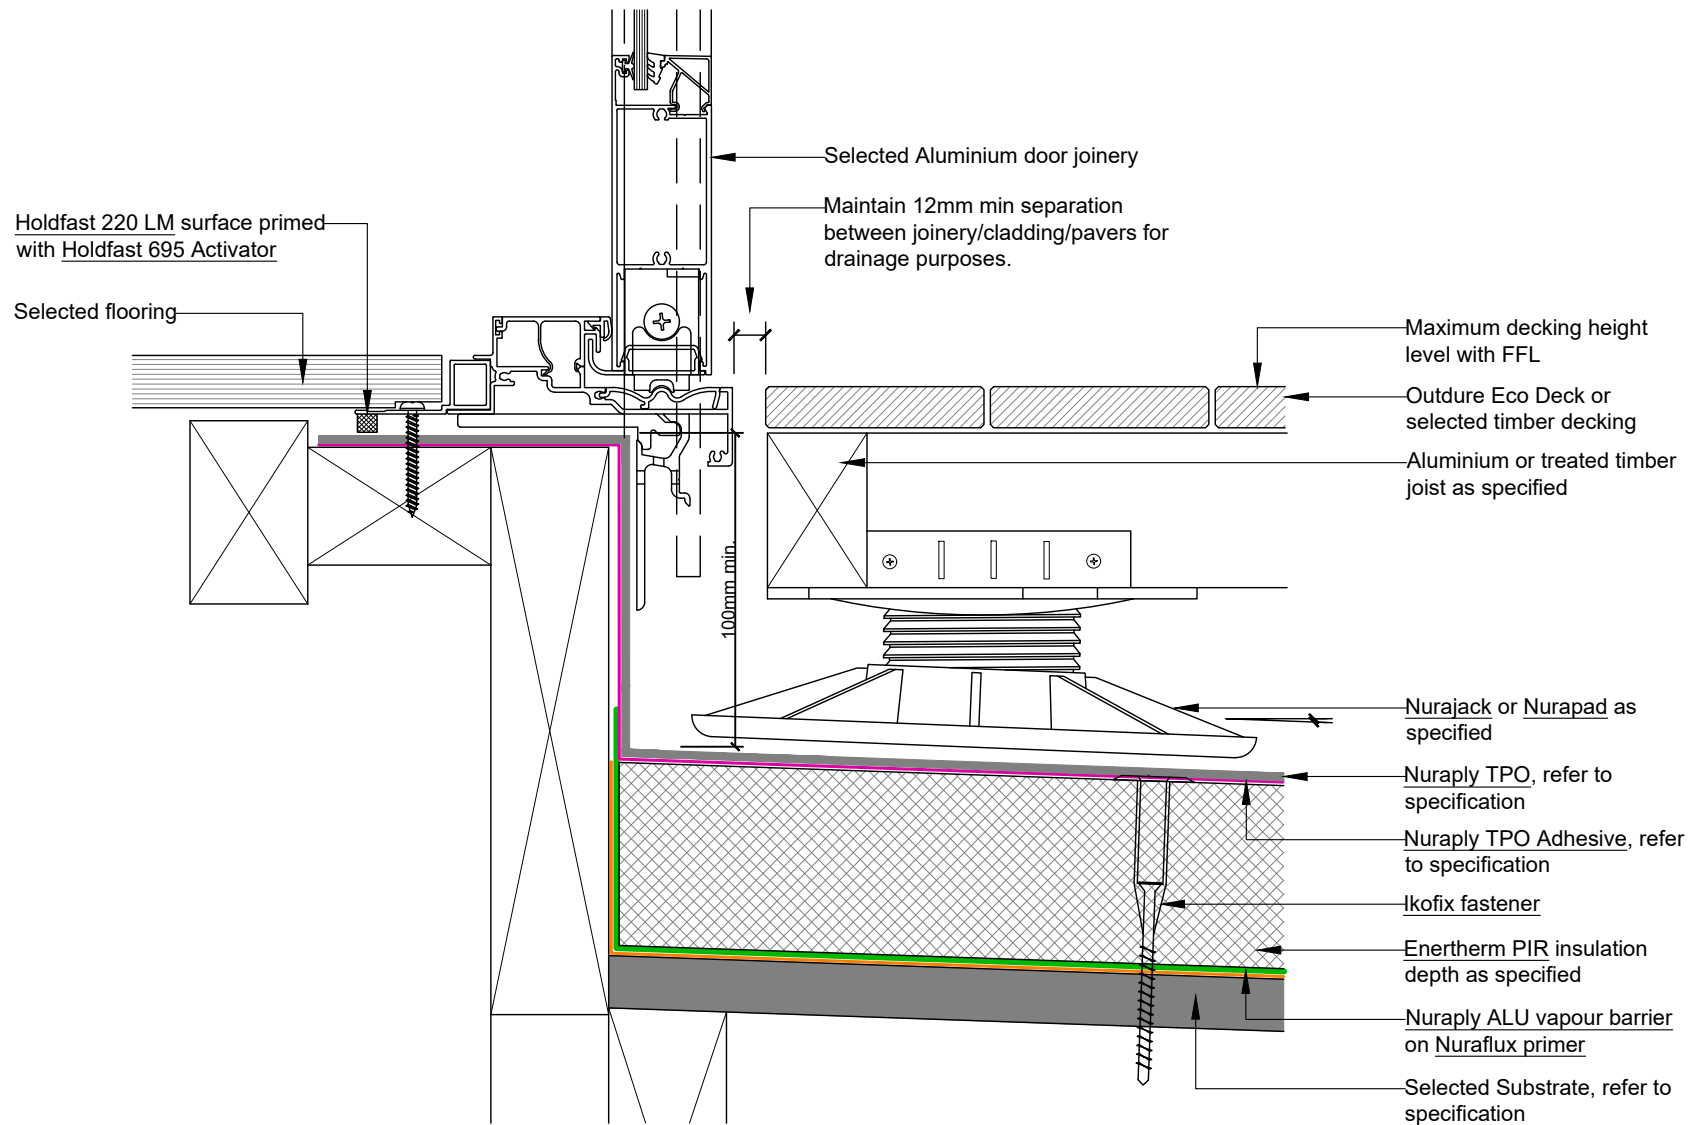 Selected Aluminium door joinery
Maintain 12mm min separation
between joinery/cladding/pavers for
drainage purposes.
Holdfast 220 LM surface primed
with Holdfast 695 Activator
Selected flooring
Maximum decking height
level with FFL
Outdure Eco Deck or
selected timber decking
Aluminium or treated timber
joist as specified
100mm min.
Nurajack or Nurapad as
specified
Nuraply TPO, refer to
specification
Nuraply TPO Adhesive, refer
to specification
Ikofix fastener
Enertherm PIR insulation
depth as specified
Nuraply ALU vapour barrier
on Nuraflux primer
Selected Substrate, refer to
specification